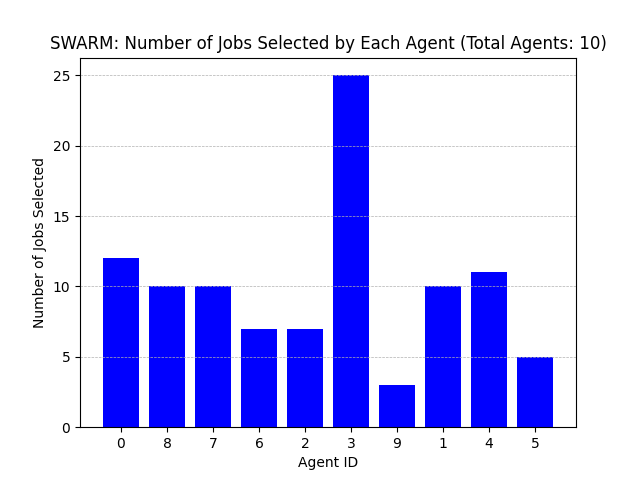 SWARM: Number of Jobs Selected by Each Agent (Total Agents: 10)
25
20
15
10
5
0
Number of Jobs Selected
0 8 7 6 2 3 9 1 4 5
Agent ID